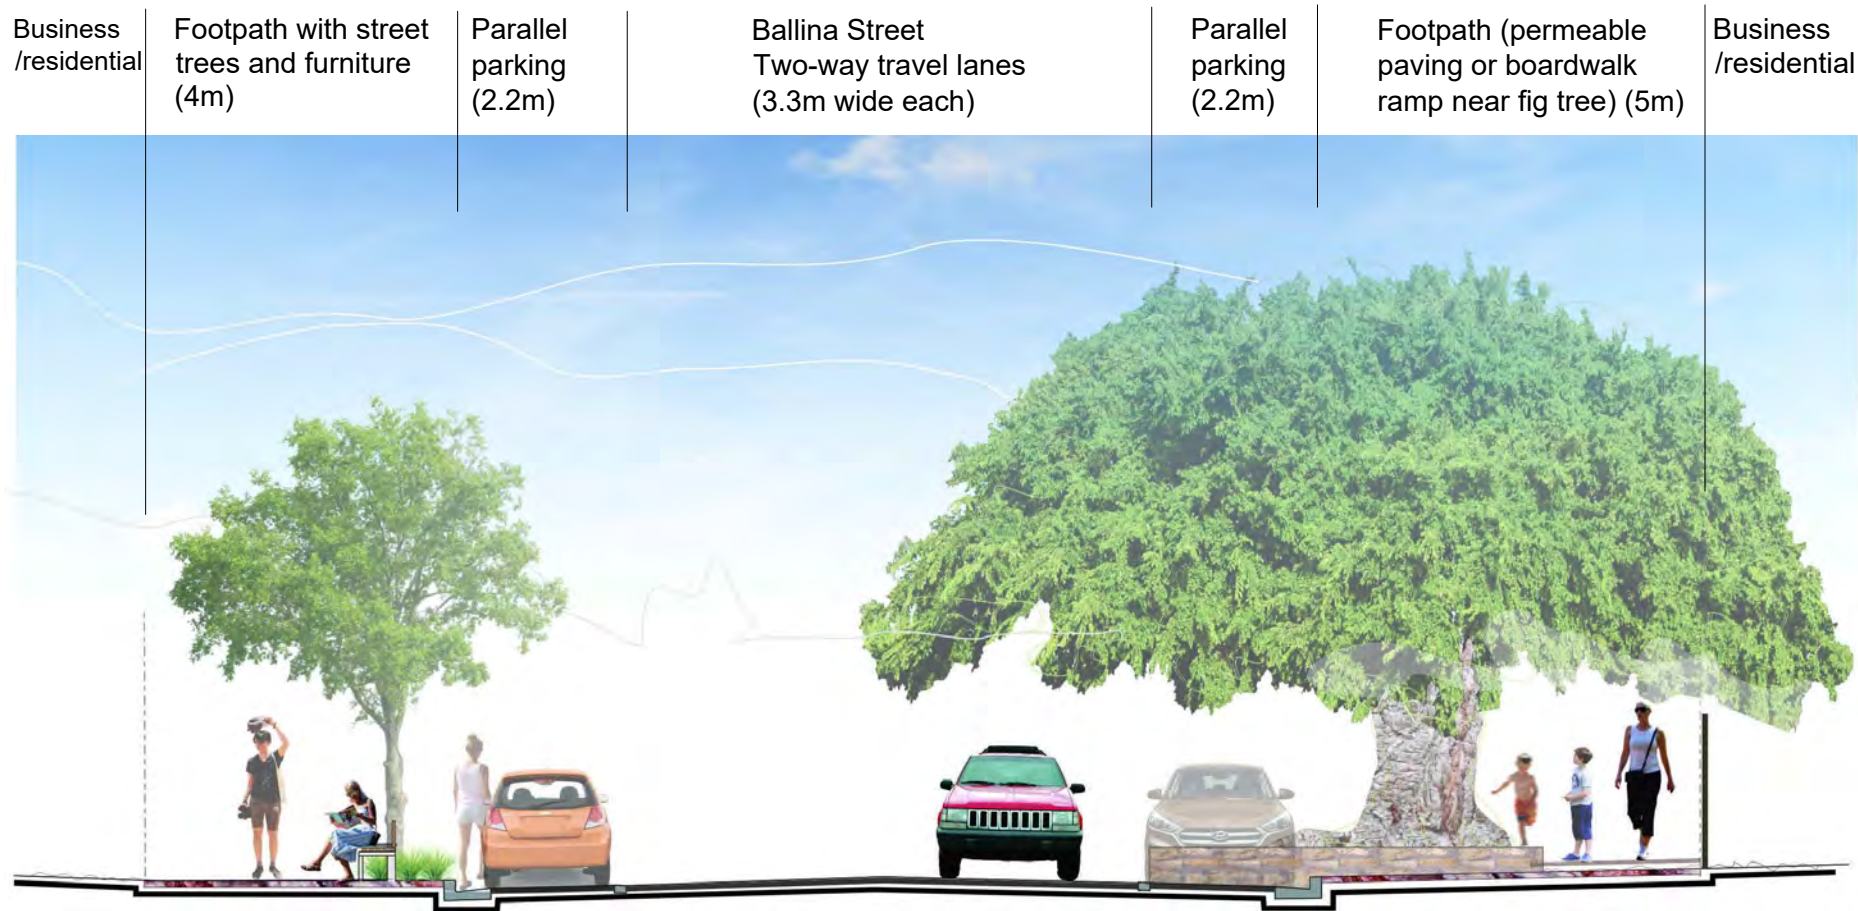 Business
/residential
Footpath with street
trees and furniture
(4m)
Parallel
parking
(2.2m)
Ballina Street
Two-way travel lanes
(3.3m wide each)
Parallel
parking
(2.2m)
Footpath (permeable
paving or boardwalk
ramp near fig tree) (5m)
Business
/residential